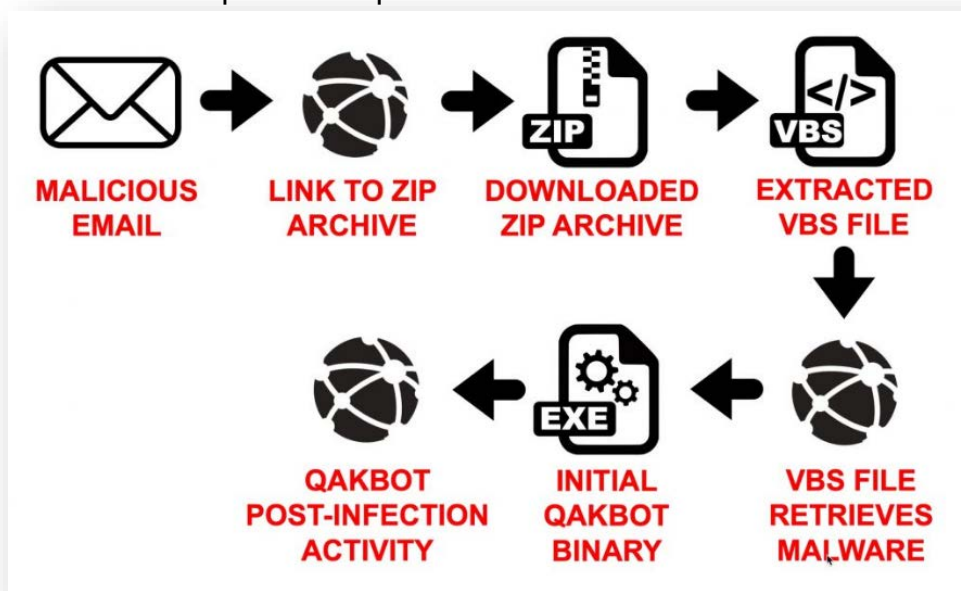 ZIP
VBS
MALICIOUS
EMAIL
LINK TO ZIP
ARCHIVE
DOWNLOADED
ZIP ARCHIVE
EXTRACTED
VBS FILE
EXE
QAKBOT
POST-INFECTION
ACTIVITY
INITIAL
QAKBOT
BINARY
VBS FILE
RETRIEVES
MALWARE